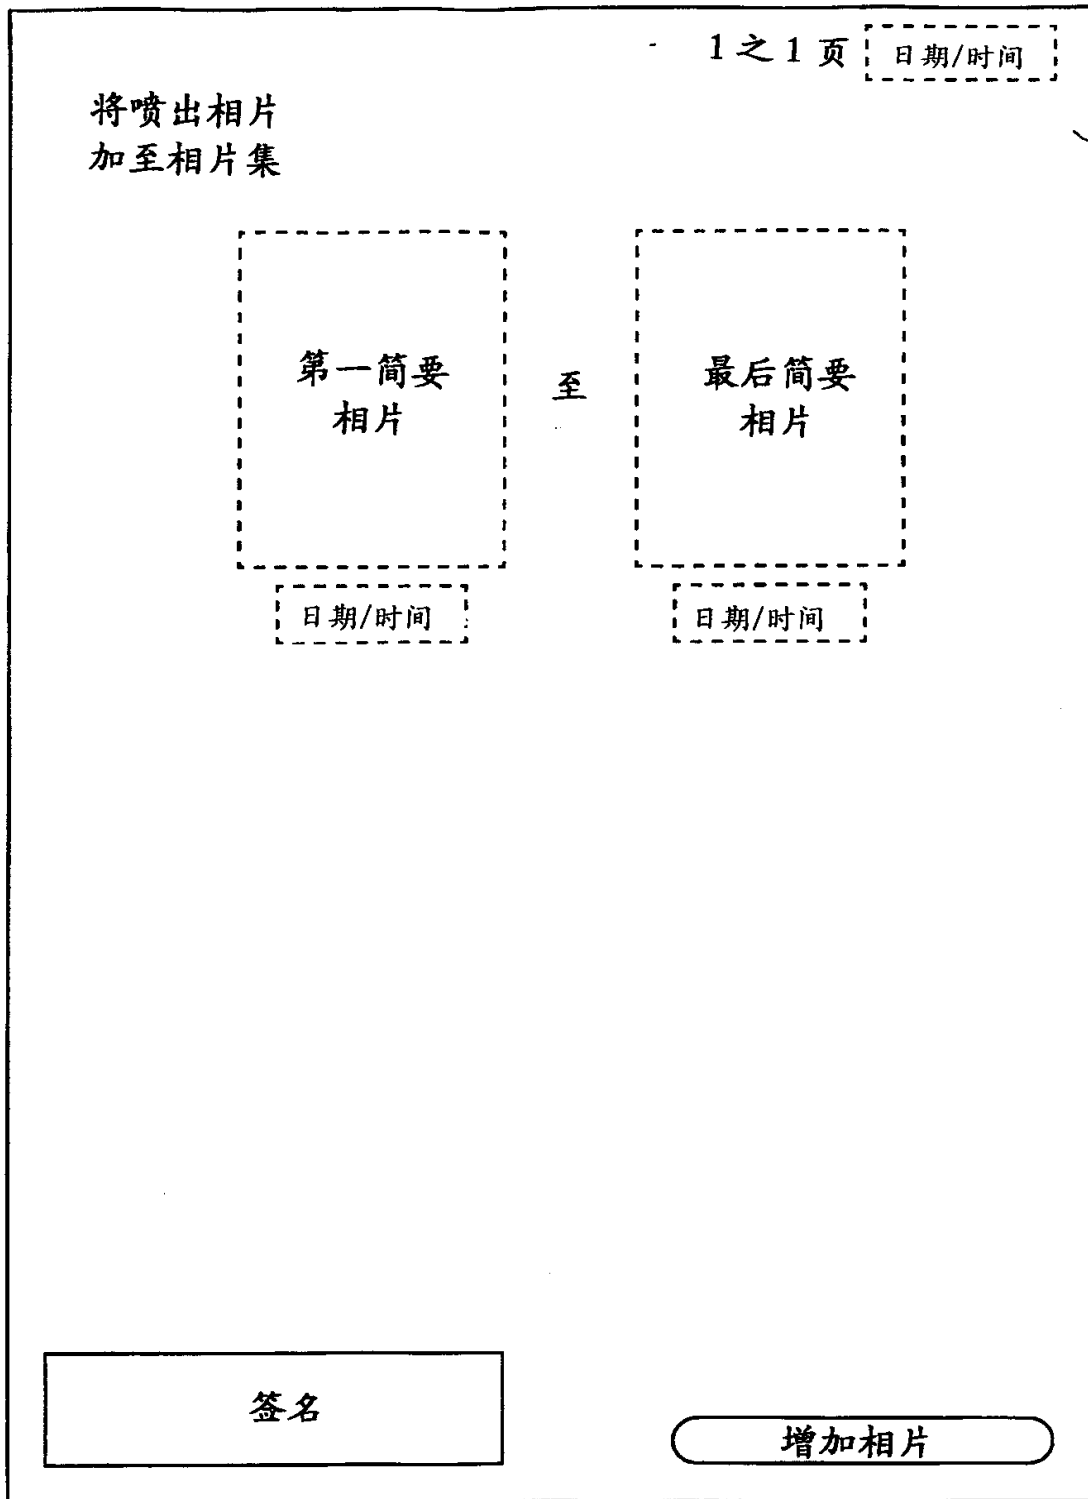 1之1页 日期/时间
将喷出相片
加至相片集
第一简要
相片
至
最后简要
相片
日期/时间
日期/时间
签名
增加相片